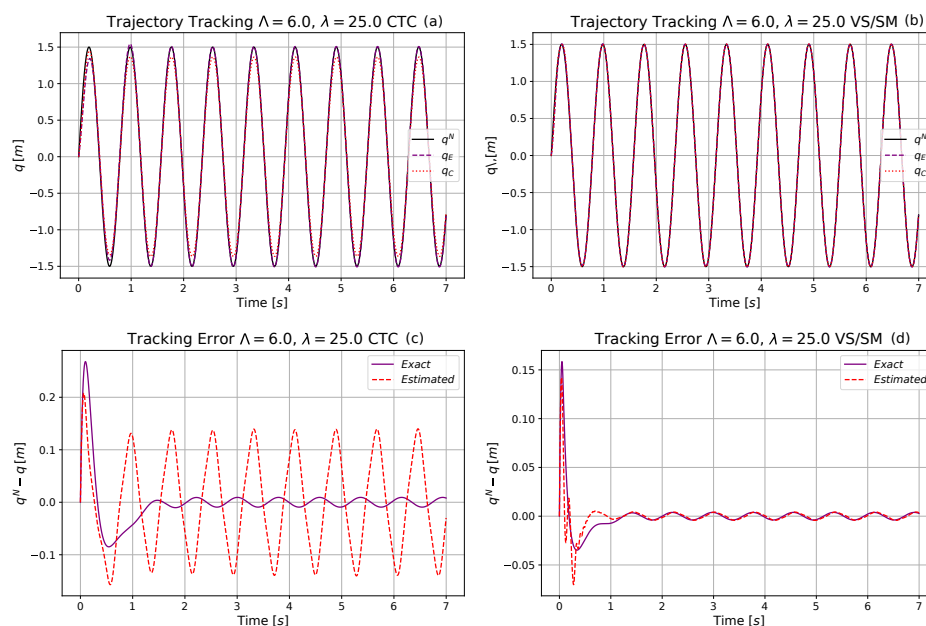 Trajectory Tracking Λ = 6.0, λ = 25.0 CTC (a)
1.5
1.0
0.5
0.0
−0.5
−1.0
−1.5
q [m]
q^N
q_E
q_C
0 1 2 3 4 5 6 7
Time [s]
Trajectory Tracking Λ = 6.0, λ = 25.0 VS/SM (b)
1.5
1.0
0.5
0.0
−0.5
−1.0
−1.5
q\,[m]
q^N
q_E
q_C
0 1 2 3 4 5 6 7
Time [s]
Tracking Error Λ = 6.0, λ = 25.0 CTC (c)
0.2
0.1
0.0
−0.1
q^N − q [m]
Exact
Estimated
0 1 2 3 4 5 6 7
Time [s]
Tracking Error Λ = 6.0, λ = 25.0 VS/SM (d)
0.15
0.10
0.05
0.00
−0.05
q^N − q [m]
Exact
Estimated
0 1 2 3 4 5 6 7
Time [s]